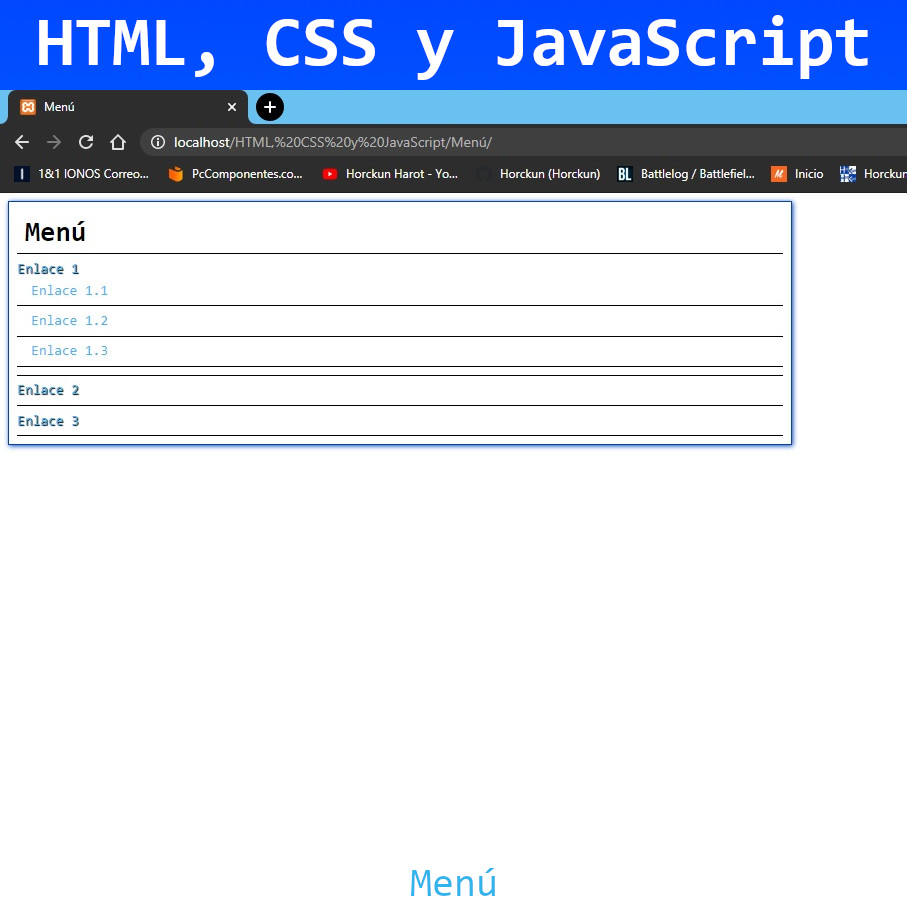 HTML, CSS y JavaScript
Menú
localhost/HTML,%20CSS%20y%20JavaScript/Menú/
1&1 IONOS Correo... PcComponentes.co... Horckun Harot - Yo... Horckun (Horckun) BL Battlelog / Battlefiel... Inicio Horckun
Menú
Enlace 1
Enlace 1.1
Enlace 1.2
Enlace 1.3
Enlace 2
Enlace 3
Menú